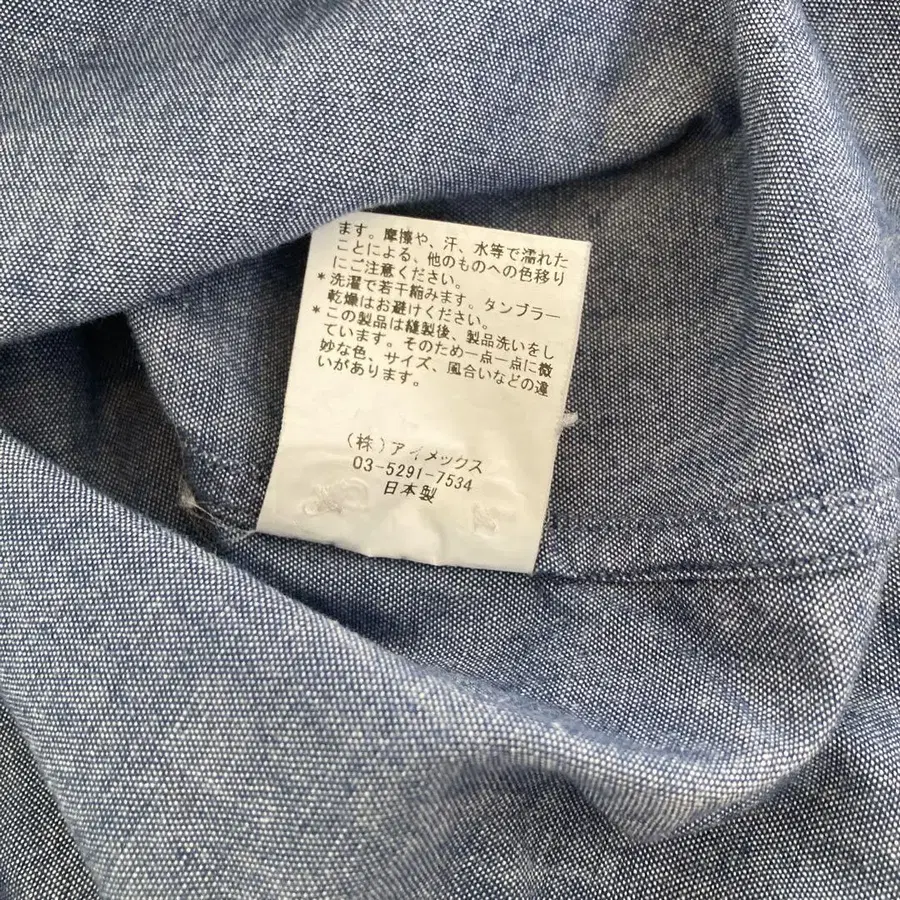 ます。摩擦や、汗、水等で濡れた
ことによる、他のものへの色移り
にご注意ください。
*洗濯で若干縮みます。タンブラー
乾燥はお避けください。
*この製品は縫製後、製品洗いをし
ています。そのため一点一点に微
妙な色、サイズ、風合いなどの違
いがあります。
(株)アイメックス
03-5291-7534
日本製